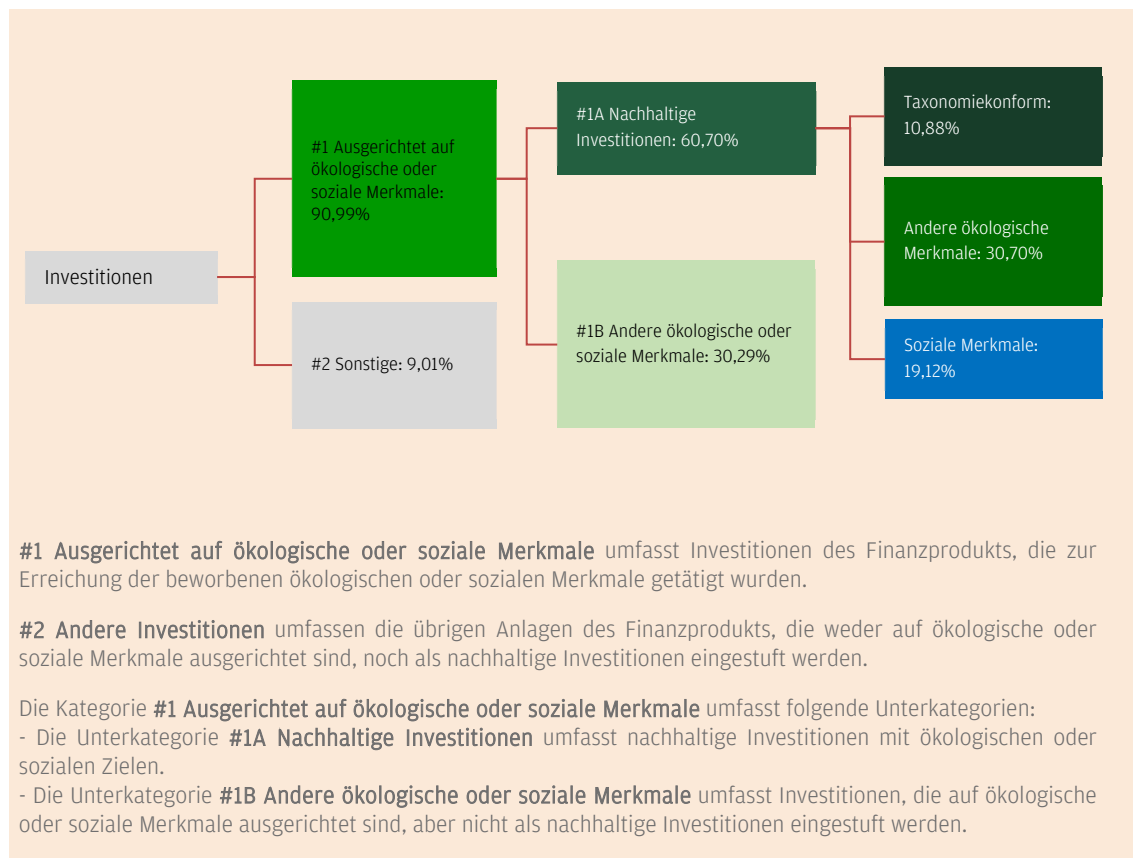 Investitionen
#1 Ausgerichtet auf
ökologische oder
soziale Merkmale:
90,99%
#2 Sonstige: 9,01%
#1A Nachhaltige
Investitionen: 60,70%
#1B Andere ökologische oder
soziale Merkmale: 30,29%
Taxonomiekonform:
10,88%
Andere ökologische
Merkmale: 30,70%
Soziale Merkmale:
19,12%
#1 Ausgerichtet auf ökologische oder soziale Merkmale umfasst Investitionen des Finanzprodukts, die zur
Erreichung der beworbenen ökologischen oder sozialen Merkmale getätigt wurden.
#2 Andere Investitionen umfassen die übrigen Anlagen des Finanzprodukts, die weder auf ökologische oder
soziale Merkmale ausgerichtet sind, noch als nachhaltige Investitionen eingestuft werden.
Die Kategorie #1 Ausgerichtet auf ökologische oder soziale Merkmale umfasst folgende Unterkategorien:
- Die Unterkategorie #1A Nachhaltige Investitionen umfasst nachhaltige Investitionen mit ökologischen oder
sozialen Zielen.
- Die Unterkategorie #1B Andere ökologische oder soziale Merkmale umfasst Investitionen, die auf ökologische
oder soziale Merkmale ausgerichtet sind, aber nicht als nachhaltige Investitionen eingestuft werden.